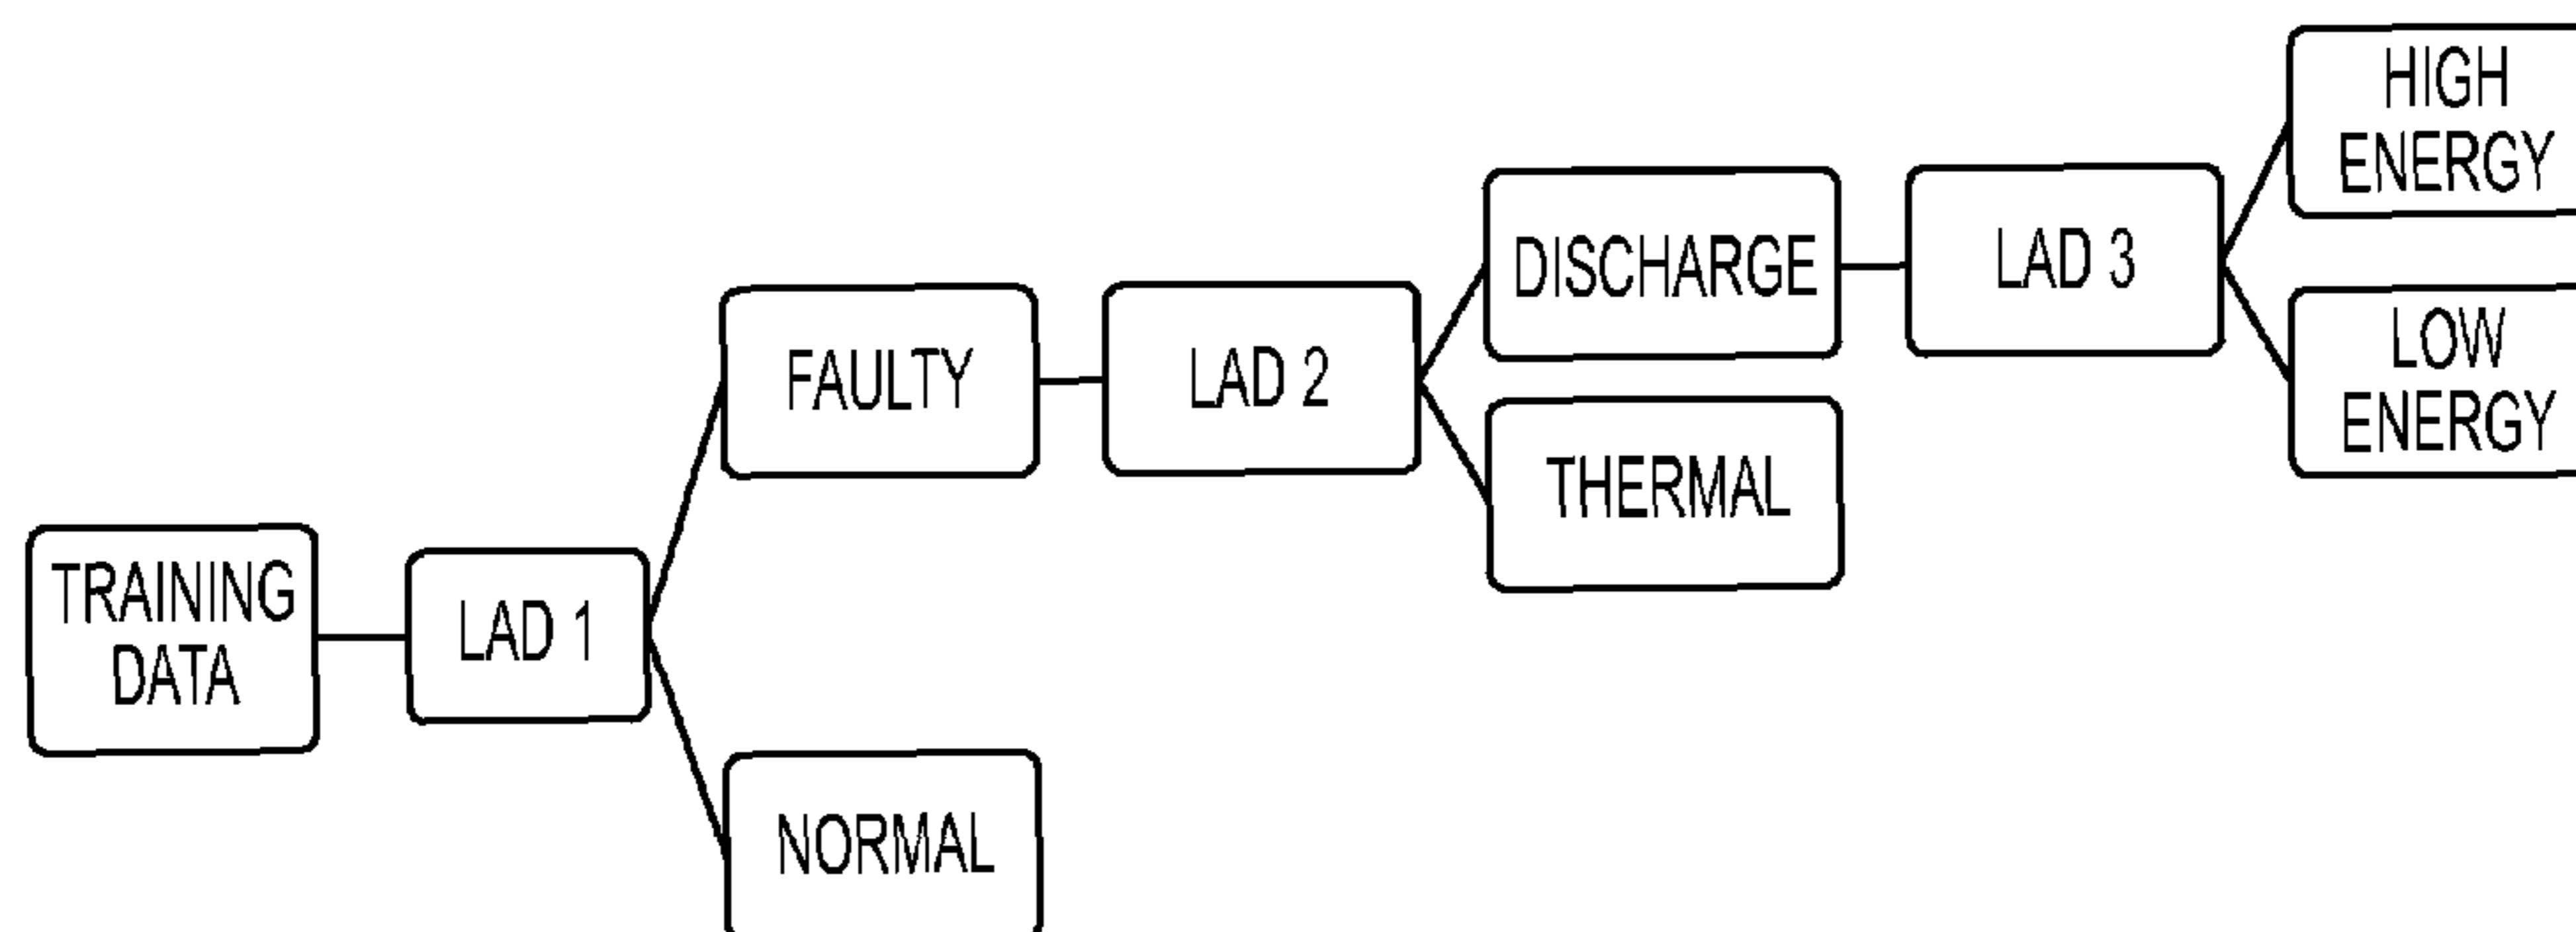 TRAINING
DATA
LAD 1
FAULTY
NORMAL
LAD 2
DISCHARGE
THERMAL
LAD 3
HIGH
ENERGY
LOW
ENERGY